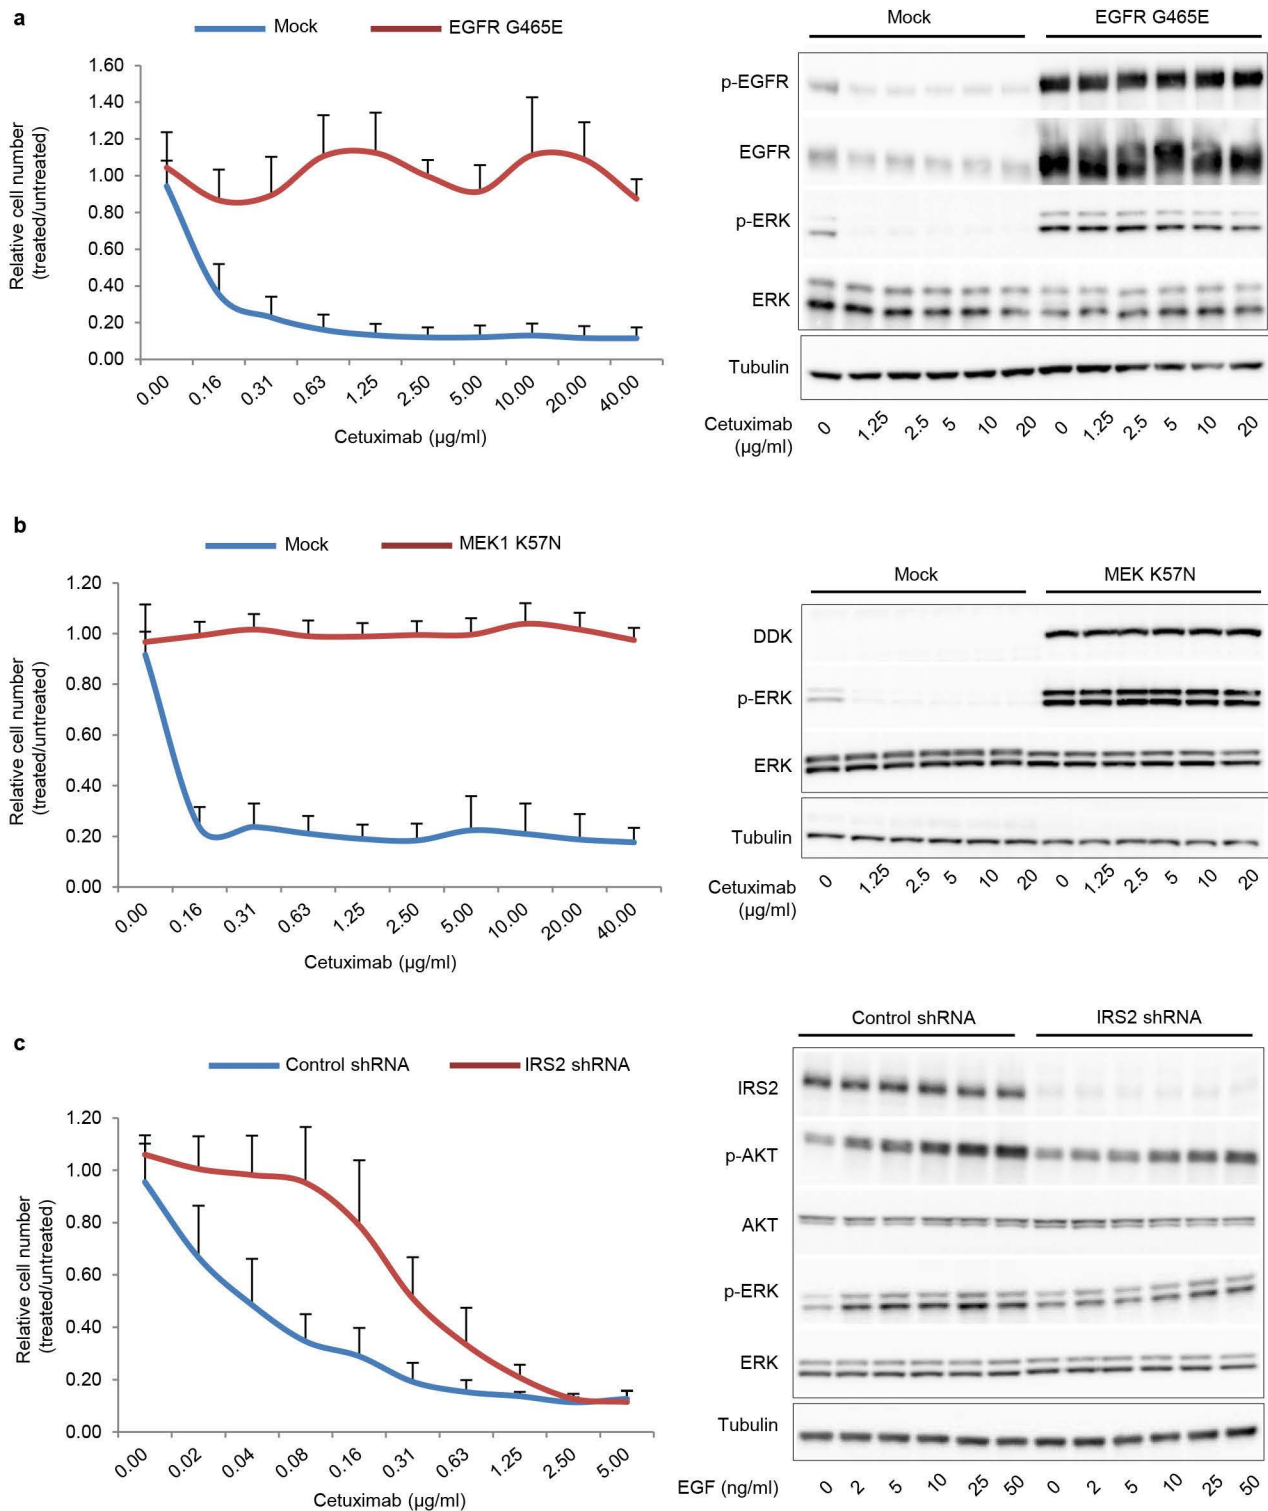 a
Mock
EGFR G465E
1.60
1.40
1.20
1.00
0.80
0.60
0.40
0.20
0.00
Relative cell number
(treated/untreated)
0.00
0.16
0.31
0.63
1.25
2.50
5.00
10.00
20.00
40.00
Cetuximab (µg/ml)
Mock
EGFR G465E
p-EGFR
EGFR
p-ERK
ERK
Tubulin
Cetuximab
(µg/ml)
0 1.25 2.5 5 10 20 0 1.25 2.5 5 10 20
b
Mock
MEK1 K57N
1.20
1.00
0.80
0.60
0.40
0.20
0.00
Relative cell number
(treated/untreated)
0.00
0.16
0.31
0.63
1.25
2.50
5.00
10.00
20.00
40.00
Cetuximab (µg/ml)
Mock
MEK K57N
DDK
p-ERK
ERK
Tubulin
Cetuximab
(µg/ml)
0 1.25 2.5 5 10 20 0 1.25 2.5 5 10 20
c
Control shRNA
IRS2 shRNA
1.20
1.00
0.80
0.60
0.40
0.20
0.00
Relative cell number
(treated/untreated)
0.00
0.02
0.04
0.08
0.16
0.31
0.63
1.25
2.50
5.00
Cetuximab (µg/ml)
Control shRNA
IRS2 shRNA
IRS2
p-AKT
AKT
p-ERK
ERK
Tubulin
EGF (ng/ml)
0 2 5 10 25 50 0 2 5 10 25 50